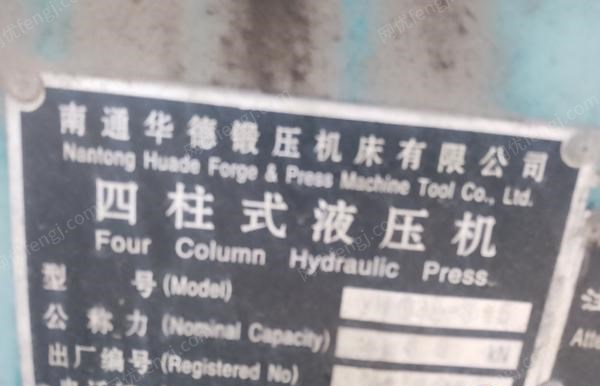 南通华德锻压机床有限公司
Nantong Huade Forge & Press Machine Tool Co., Ltd.
四柱式液压机
Four Column Hydraulic Press
型 号 (Model)
公称力 (Nominal Capacity) kN
出厂编号 (Registered No)
注
Atte